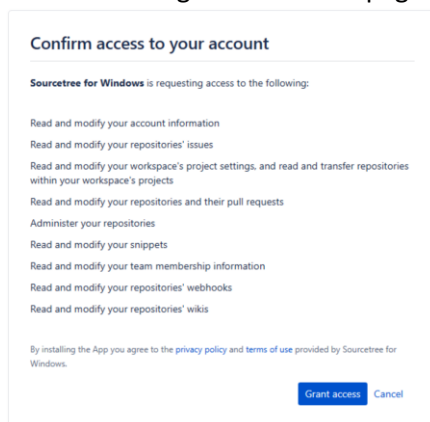 Confirm access to your account
Sourcetree for Windows is requesting access to the following:
Read and modify your account information
Read and modify your repositories' issues
Read and modify your workspace's project settings, and read and transfer repositories
within your workspace's projects
Read and modify your repositories and their pull requests
Administer your repositories
Read and modify your snippets
Read and modify your team membership information
Read and modify your repositories' webhooks
Read and modify your repositories' wikis
By installing the App you agree to the privacy policy and terms of use provided by Sourcetree for
Windows.
Grant access Cancel